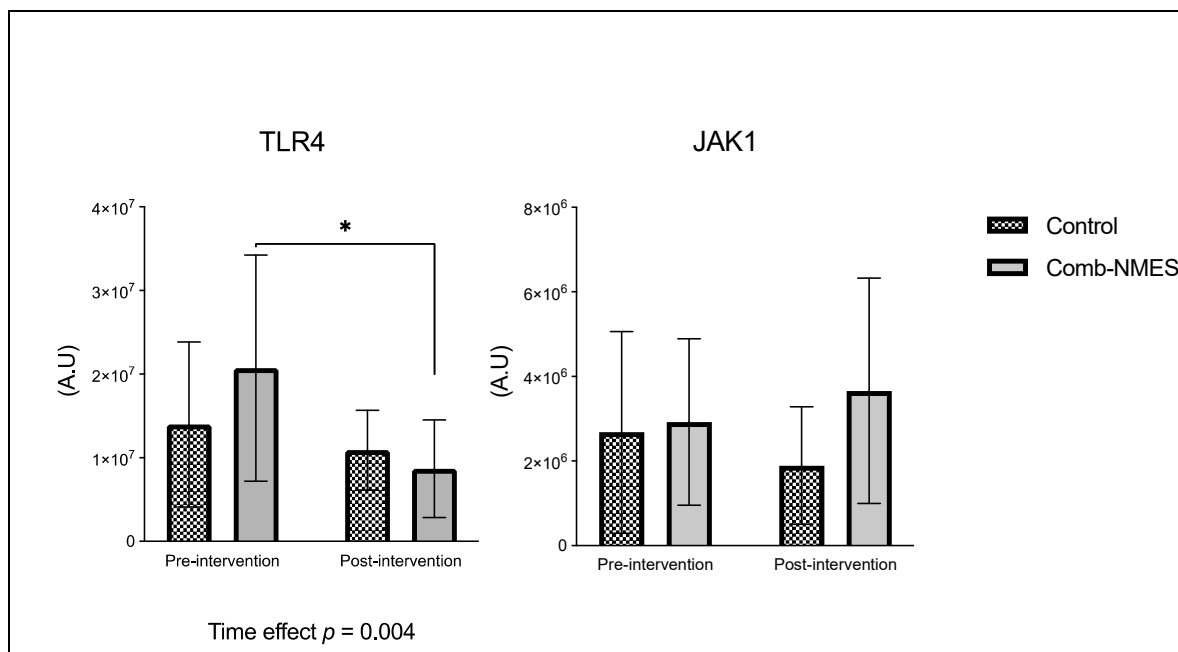 TLR4
(A.U)
4×10⁷
3×10⁷
2×10⁷
1×10⁷
0
*
Pre-intervention
Post-intervention
Time effect p = 0.004
JAK1
(A.U)
8×10⁶
6×10⁶
4×10⁶
2×10⁶
0
Pre-intervention
Post-intervention
Control
Comb-NMES